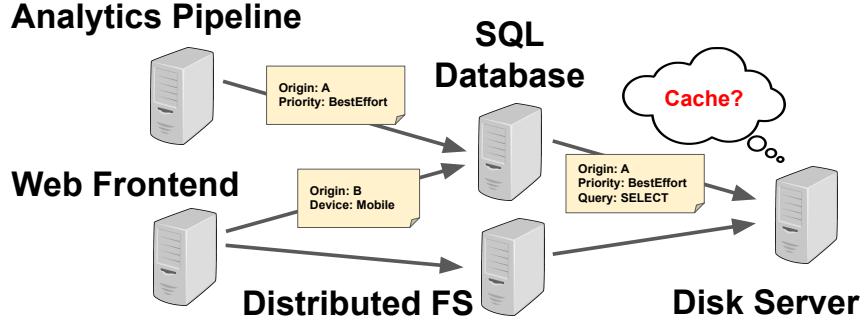 Analytics Pipeline
SQL
Database
Origin: A
Priority: BestEffort
Cache?
Web Frontend
Origin: B
Device: Mobile
Origin: A
Priority: BestEffort
Query: SELECT
Distributed FS
Disk Server